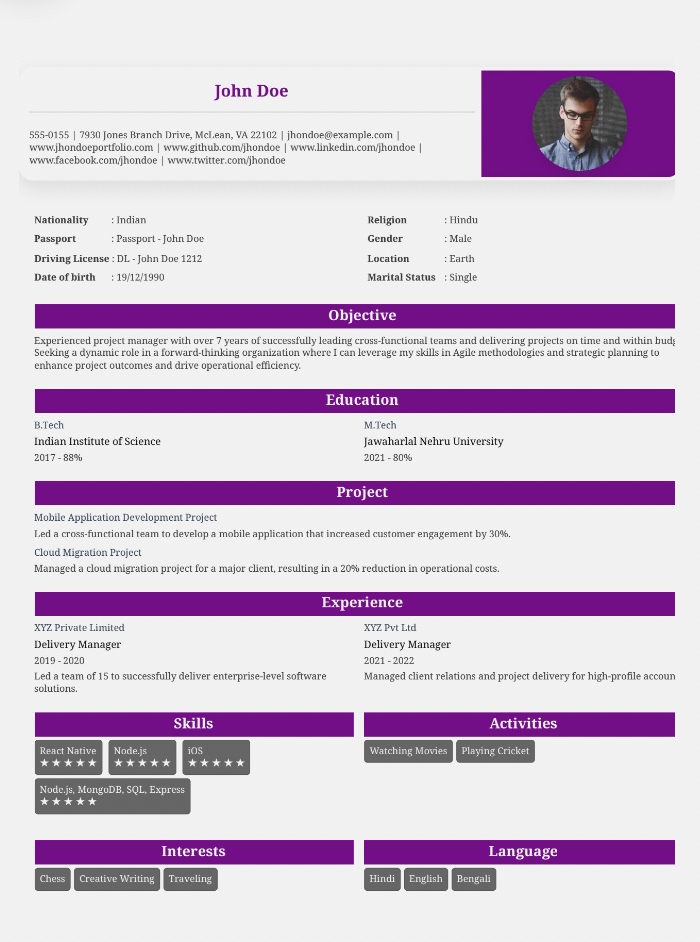 John Doe
555-0155 | 7930 Jones Branch Drive, McLean, VA 22102 | jhondoe@example.com |
www.jhondoeportfolio.com | www.github.com/jhondoe | www.linkedin.com/jhondoe |
www.facebook.com/jhondoe | www.twitter.com/jhondoe
Nationality : Indian
Passport : Passport - John Doe
Driving License : DL - John Doe 1212
Date of birth : 19/12/1990
Religion : Hindu
Gender : Male
Location : Earth
Marital Status : Single
Objective
Experienced project manager with over 7 years of successfully leading cross-functional teams and delivering projects on time and within
Seeking a dynamic role in a forward-thinking organization where I can leverage my skills in Agile methodologies and strategic planning to
enhance project outcomes and drive operational efficiency.
Education
B.Tech
Indian Institute of Science
2017 - 88%
M.Tech
Jawaharlal Nehru University
2021 - 80%
Project
Mobile Application Development Project
Led a cross-functional team to develop a mobile application that increased customer engagement by 30%.
Cloud Migration Project
Managed a cloud migration project for a major client, resulting in a 20% reduction in operational costs.
Experience
XYZ Private Limited
Delivery Manager
2019 - 2020
Led a team of 15 to successfully deliver enterprise-level software
solutions.
XYZ Pvt Ltd
Delivery Manager
2021 - 2022
Managed client relations and project delivery for high-profile accoun
Skills
React Native
★★★★★
Node.js
★★★★★
iOS
★★★★★
Node.js, MongoDB, SQL, Express
★★★★★
Activities
Watching Movies
Playing Cricket
Interests
Chess
Creative Writing
Traveling
Language
Hindi
English
Bengali